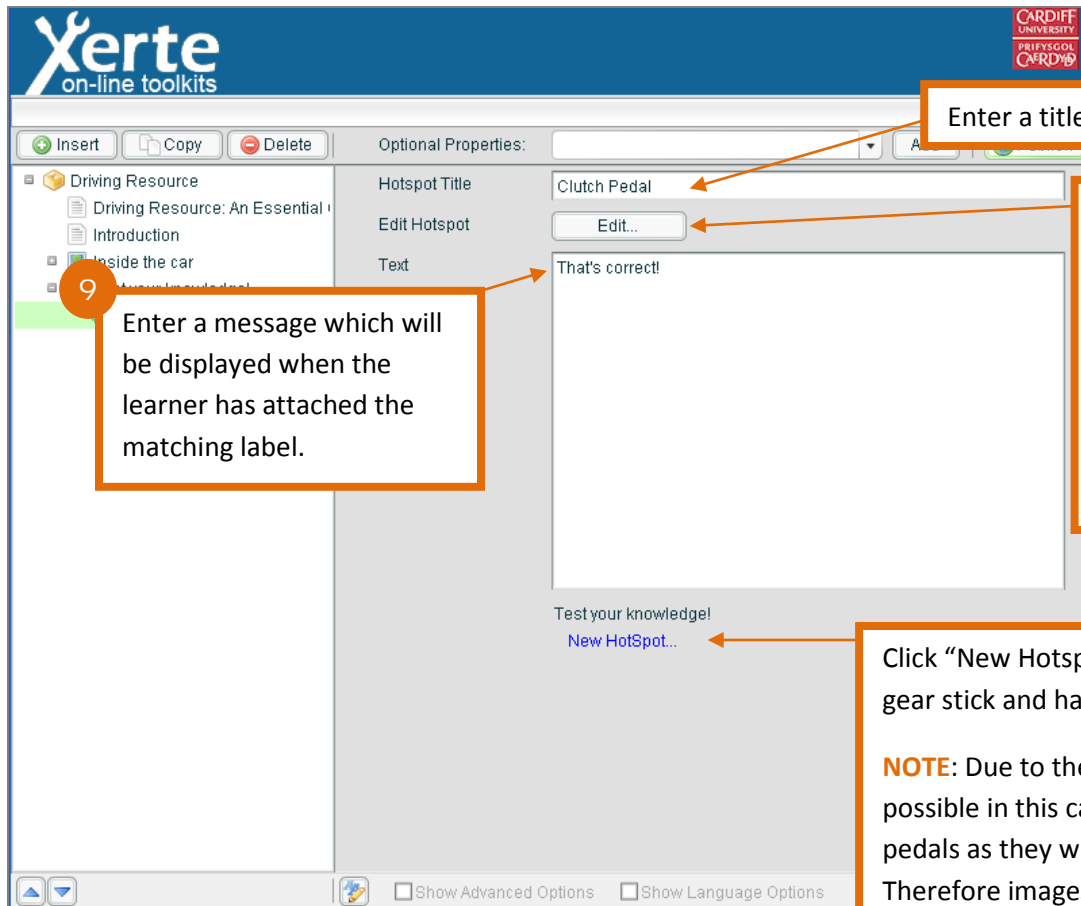 Xerte
on-line toolkits
CARDIFF
UNIVERSITY
PRIFYSGOL
CAERDYD
Enter a title
Insert Copy Delete Optional Properties:
Driving Resource
Driving Resource: An Essential
Introduction
Inside the car
Hotspot Title Clutch Pedal
Edit Hotspot Edit...
Text That's correct!
9
Enter a message which will
be displayed when the
learner has attached the
matching label.
Test your knowledge!
New HotSpot...
Click “New Hotsp
gear stick and ha
NOTE: Due to the
possible in this ca
pedals as they wi
Therefore image
Show Advanced Options Show Language Options